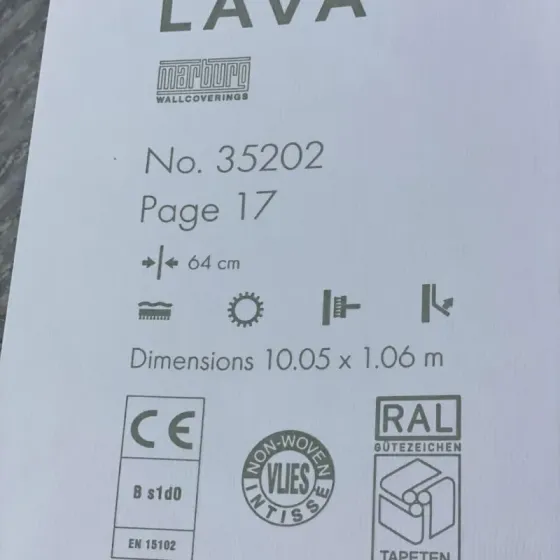 LAVA
marburg
WALLCOVERINGS
No. 35202
Page 17
64 cm
Dimensions 10.05 x 1.06 m
CE
B s1d0
EN 15102
NON-WOVEN
VLIES
INTISSÉ
RAL
GÜTEZEICHEN
TAPETEN